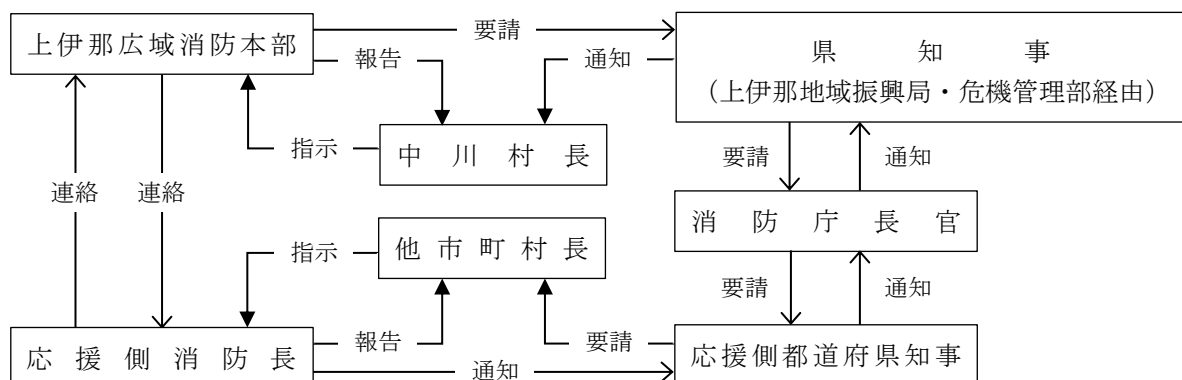 上伊那広域消防本部
要請
県知事
(上伊那地域振興局・危機管理部経由)
報告
通知
指示
中川村長
要請
通知
連絡
連絡
消防庁長官
指示
他市町村長
要請
通知
応援側消防長
報告
要請
応援側都道府県知事
通知